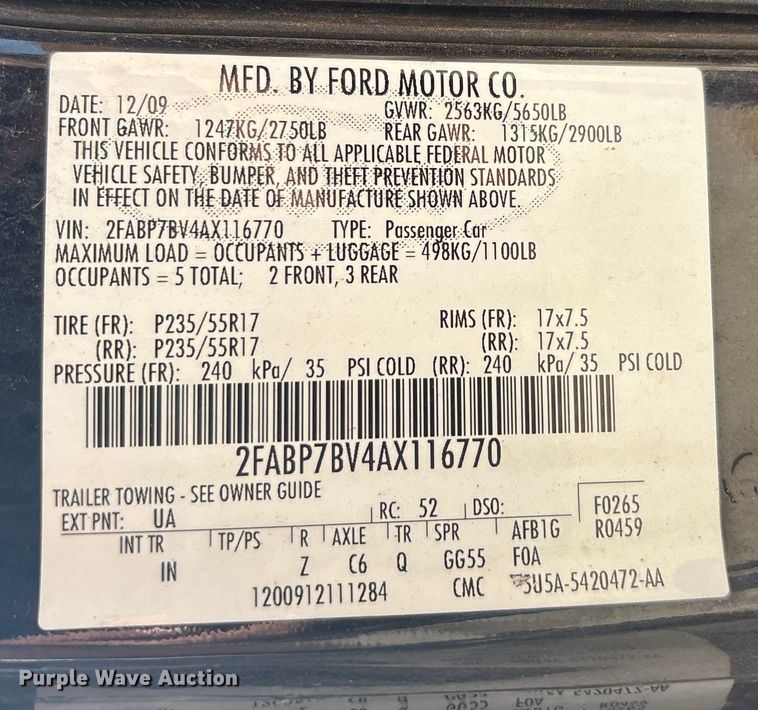 MFD. BY FORD MOTOR CO.
DATE: 12/09 GVWR: 2563KG/5650LB
FRONT GAWR: 1247KG/2750LB REAR GAWR: 1315KG/2900LB
THIS VEHICLE CONFORMS TO ALL APPLICABLE FEDERAL MOTOR
VEHICLE SAFETY, BUMPER, AND THEFT PREVENTION STANDARDS
IN EFFECT ON THE DATE OF MANUFACTURE SHOWN ABOVE.
VIN: 2FABP7BV4AX116770 TYPE: Passenger Car
MAXIMUM LOAD = OCCUPANTS + LUGGAGE = 498KG/1100LB
OCCUPANTS = 5 TOTAL; 2 FRONT, 3 REAR
TIRE (FR): P235/55R17 RIMS (FR): 17x7.5
(RR): P235/55R17 (RR): 17x7.5
PRESSURE (FR): 240 kPa/ 35 PSI COLD (RR): 240 kPa/ 35 PSI COLD
2FABP7BV4AX116770
TRAILER TOWING - SEE OWNER GUIDE
EXT PNT: UA RC: 52 DSO: F0265
INT TR TP/PS R AXLE TR SPR AFB1G R0459
IN Z C6 Q GG55 F0A
1200912111284 CMC 5U5A-5420472-AA
Purple Wave Auction